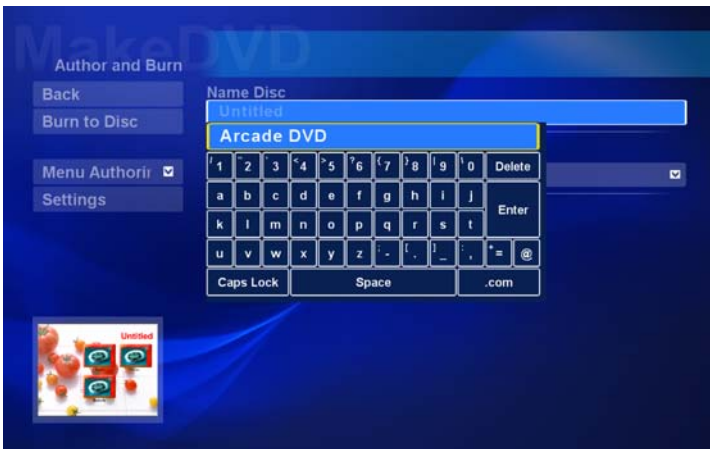 MakeDVD
Author and Burn
Back
Burn to Disc
Menu Authorin
Settings
Name Disc
Untitled
Arcade DVD
1 2 3 < 4 > 5 ? 6 { 7 } 8 | 9 \ 0 Delete
a b c d e f g h i j
Enter
k l m n o p q r s t
u v w x y z ; - [ . ] _ : , + = @
Caps Lock Space .com
Untitled